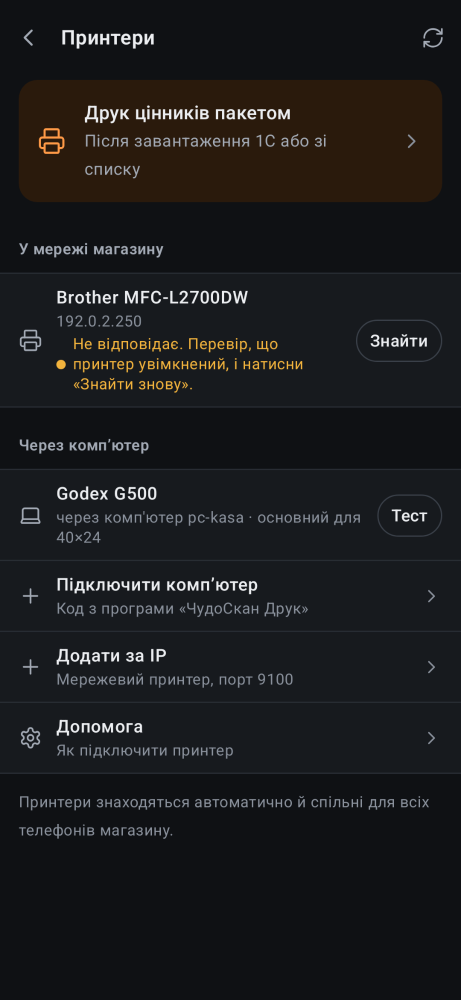 Принтери
Друк цінників пакетом
Після завантаження 1С або зі
списку
У мережі магазину
Brother MFC-L2700DW
192.0.2.250
Не відповідає. Перевір, що
принтер увімкнений, і натисни
«Знайти знову».
Знайти
Через комп’ютер
Godex G500
через комп'ютер pc-kasa · основний для
40×24
Тест
Підключити комп’ютер
Код з програми «ЧудоСкан Друк»
Додати за IP
Мережевий принтер, порт 9100
Допомога
Як підключити принтер
Принтери знаходяться автоматично й спільні для всіх
телефонів магазину.